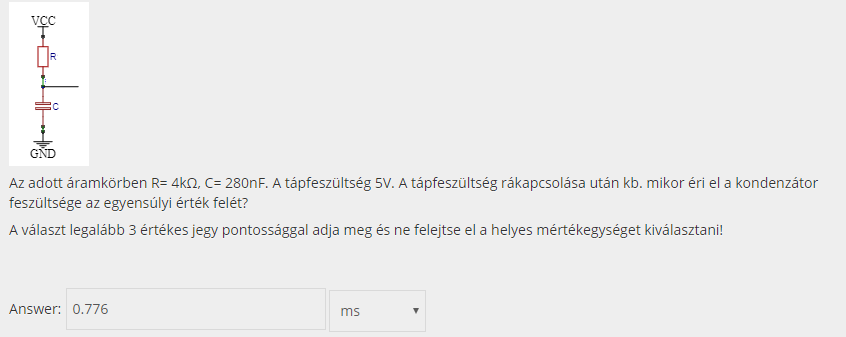 VCC
R
C
GND
Az adott áramkörben R= 4kΩ, C= 280nF. A tápfeszültség 5V. A tápfeszültség rákapcsolása után kb. mikor éri el a kondenzátor
feszültsége az egyensúlyi érték felét?
A választ legalább 3 értékes jegy pontossággal adja meg és ne felejtse el a helyes mértékegységet kiválasztani!
Answer: 0.776 ms